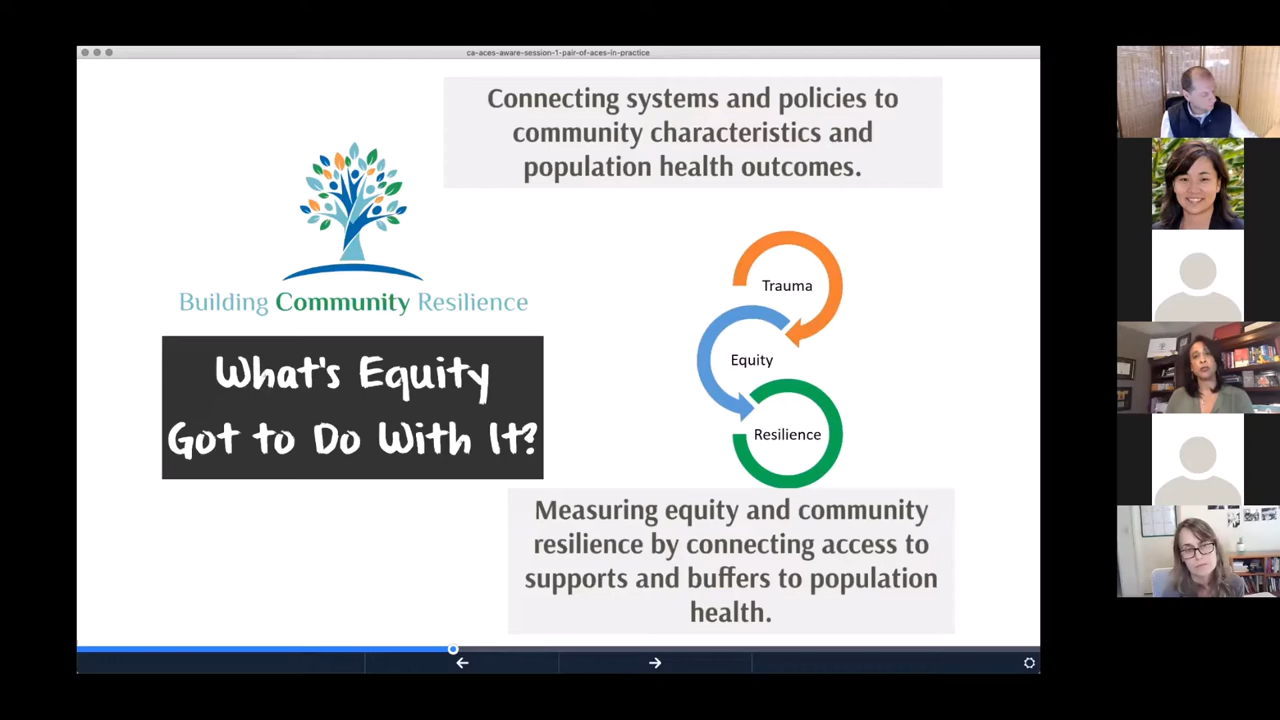 ca-aces-aware-session-1-pair-of-aces-in-practice
Connecting systems and policies to
community characteristics and
population health outcomes.
Building Community Resilience
What's Equity
Got to Do With It?
Trauma
Equity
Resilience
Measuring equity and community
resilience by connecting access to
supports and buffers to population
health.